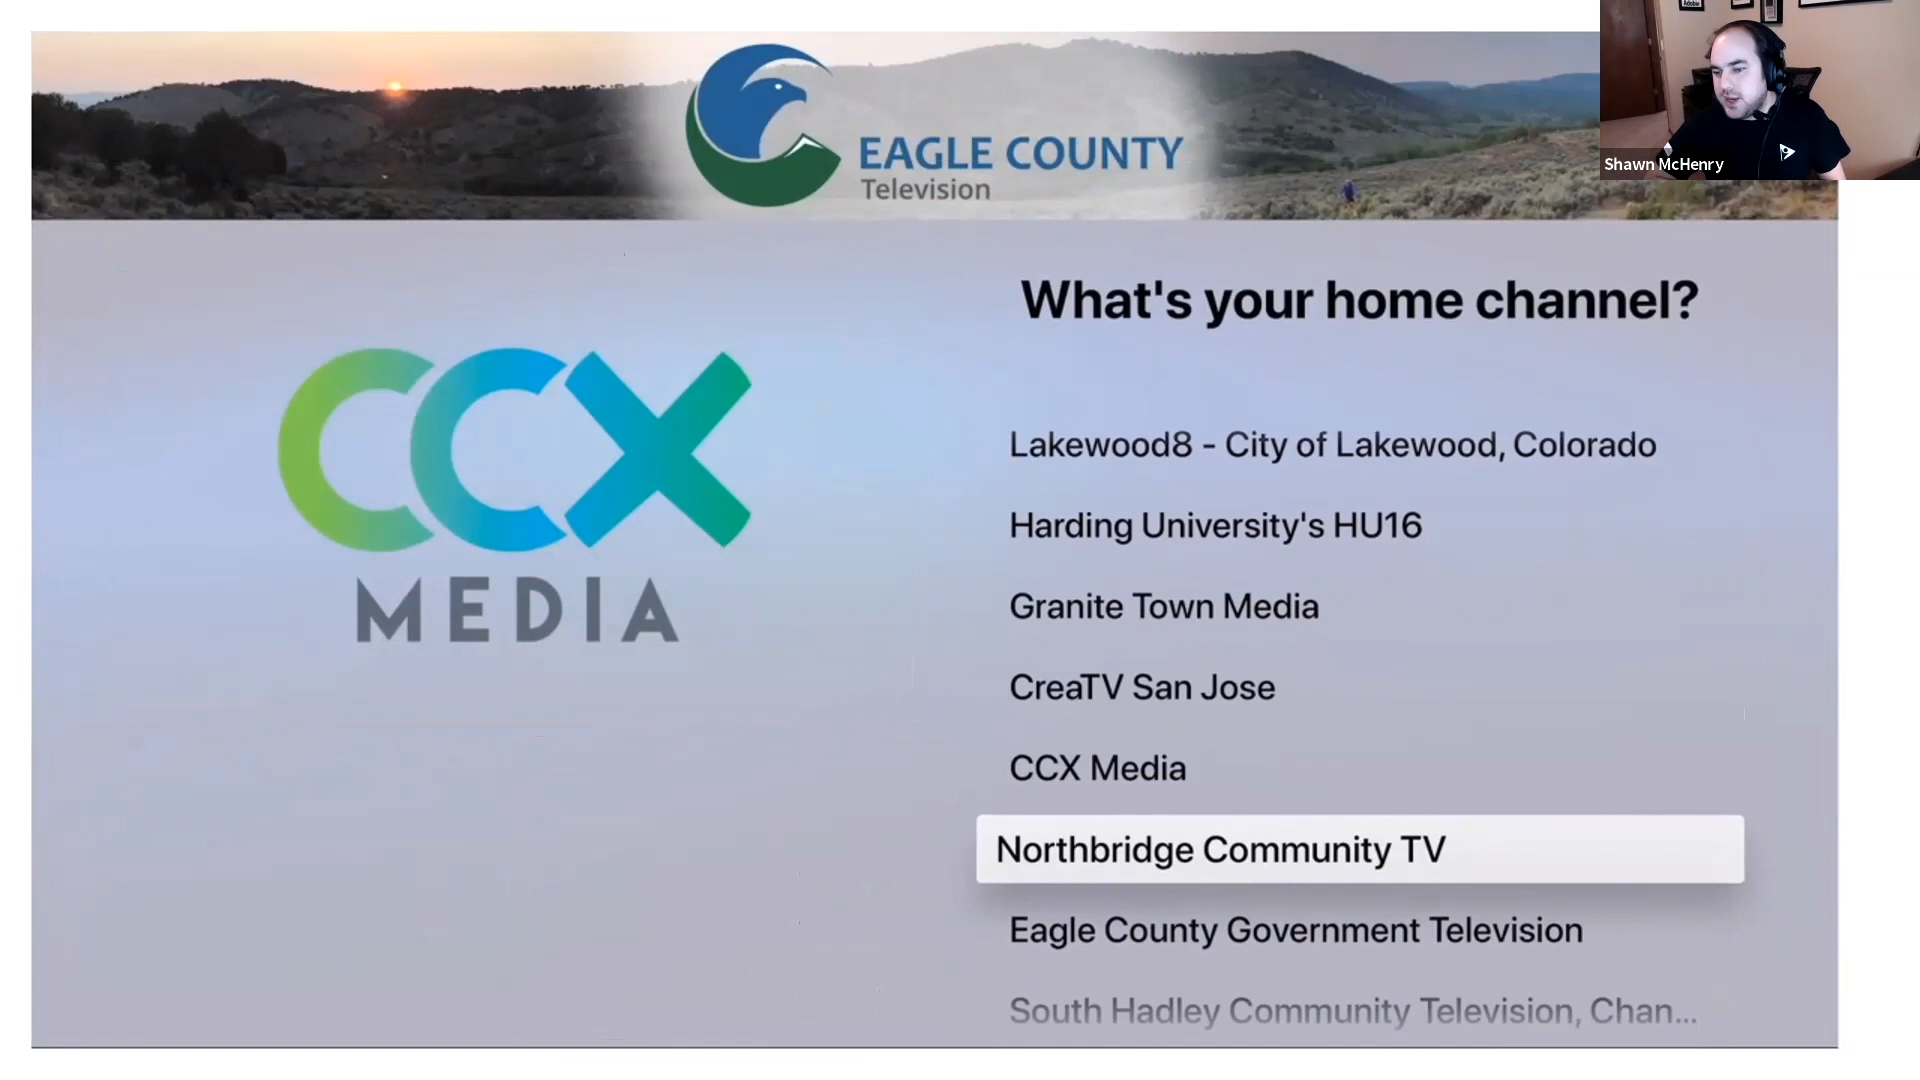 Adobe
EAGLE COUNTY
Television
Shawn McHenry
What's your home channel?
CCX
MEDIA
Lakewood8 - City of Lakewood, Colorado
Harding University's HU16
Granite Town Media
CreaTV San Jose
CCX Media
Northbridge Community TV
Eagle County Government Television
South Hadley Community Television, Chan...